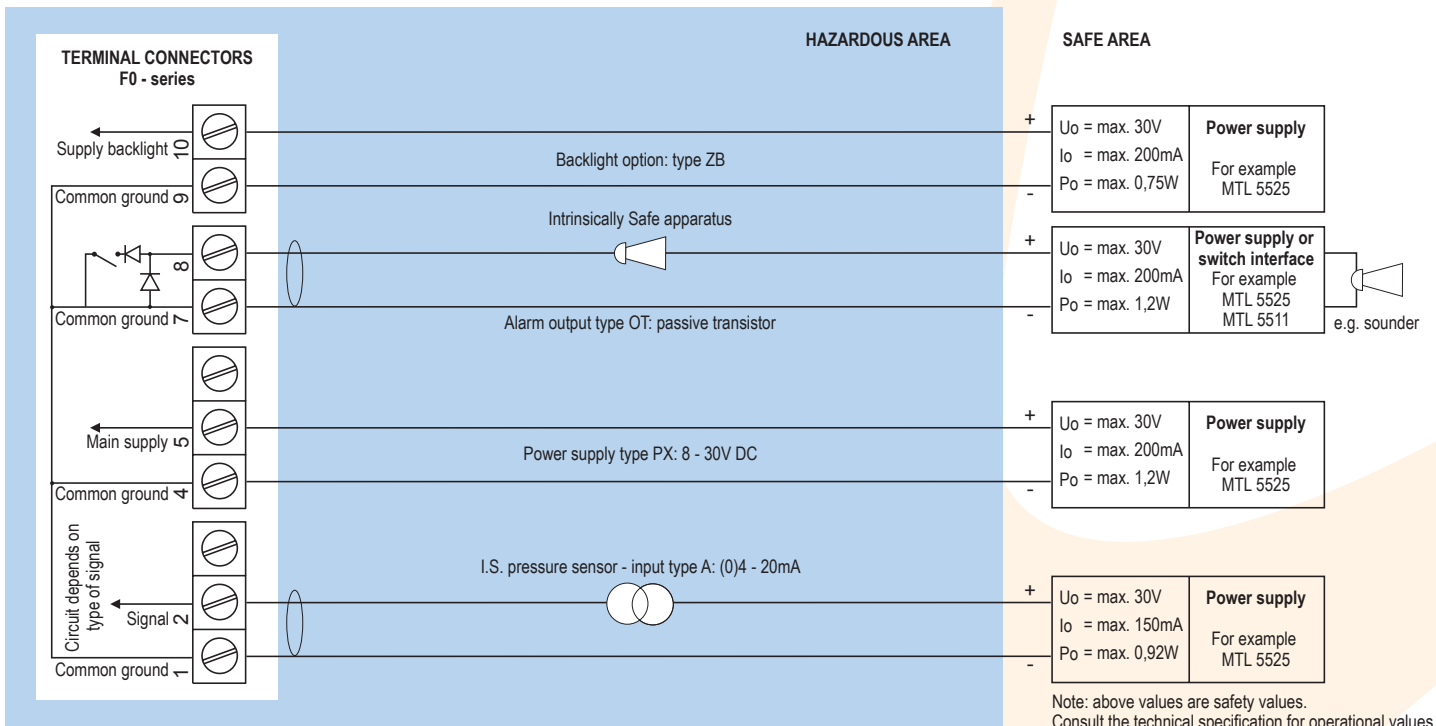 HAZARDOUS AREA
SAFE AREA
TERMINAL CONNECTORS
F0 - series
Supply backlight 10
Common ground 9
Backlight option: type ZB
+
-
Uo = max. 30V
Io = max. 200mA
Po = max. 0,75W
Power supply
For example
MTL 5525
8
Common ground 7
Intrinsically Safe apparatus
Alarm output type OT: passive transistor
+
-
Uo = max. 30V
Io = max. 200mA
Po = max. 1,2W
Power supply or
switch interface
For example
MTL 5525
MTL 5511
e.g. sounder
Main supply 5
Common ground 4
Power supply type PX: 8 - 30V DC
+
-
Uo = max. 30V
Io = max. 200mA
Po = max. 1,2W
Power supply
For example
MTL 5525
Circuit depends on
type of signal
Signal 2
Common ground 1
I.S. pressure sensor - input type A: (0)4 - 20mA
+
-
Uo = max. 30V
Io = max. 150mA
Po = max. 0,92W
Power supply
For example
MTL 5525
Note: above values are safety values.
Consult the technical specification for operational values